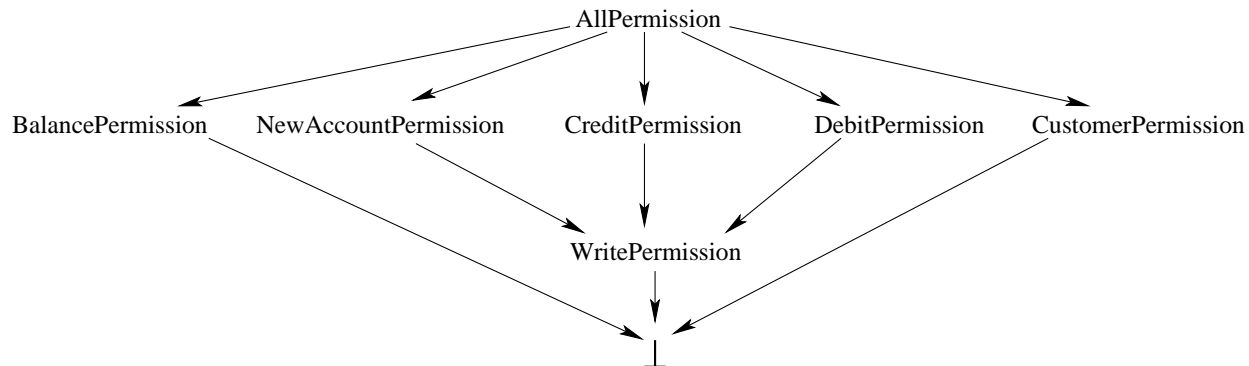 AllPermission
BalancePermission NewAccountPermission CreditPermission DebitPermission CustomerPermission
WritePermission
⊥